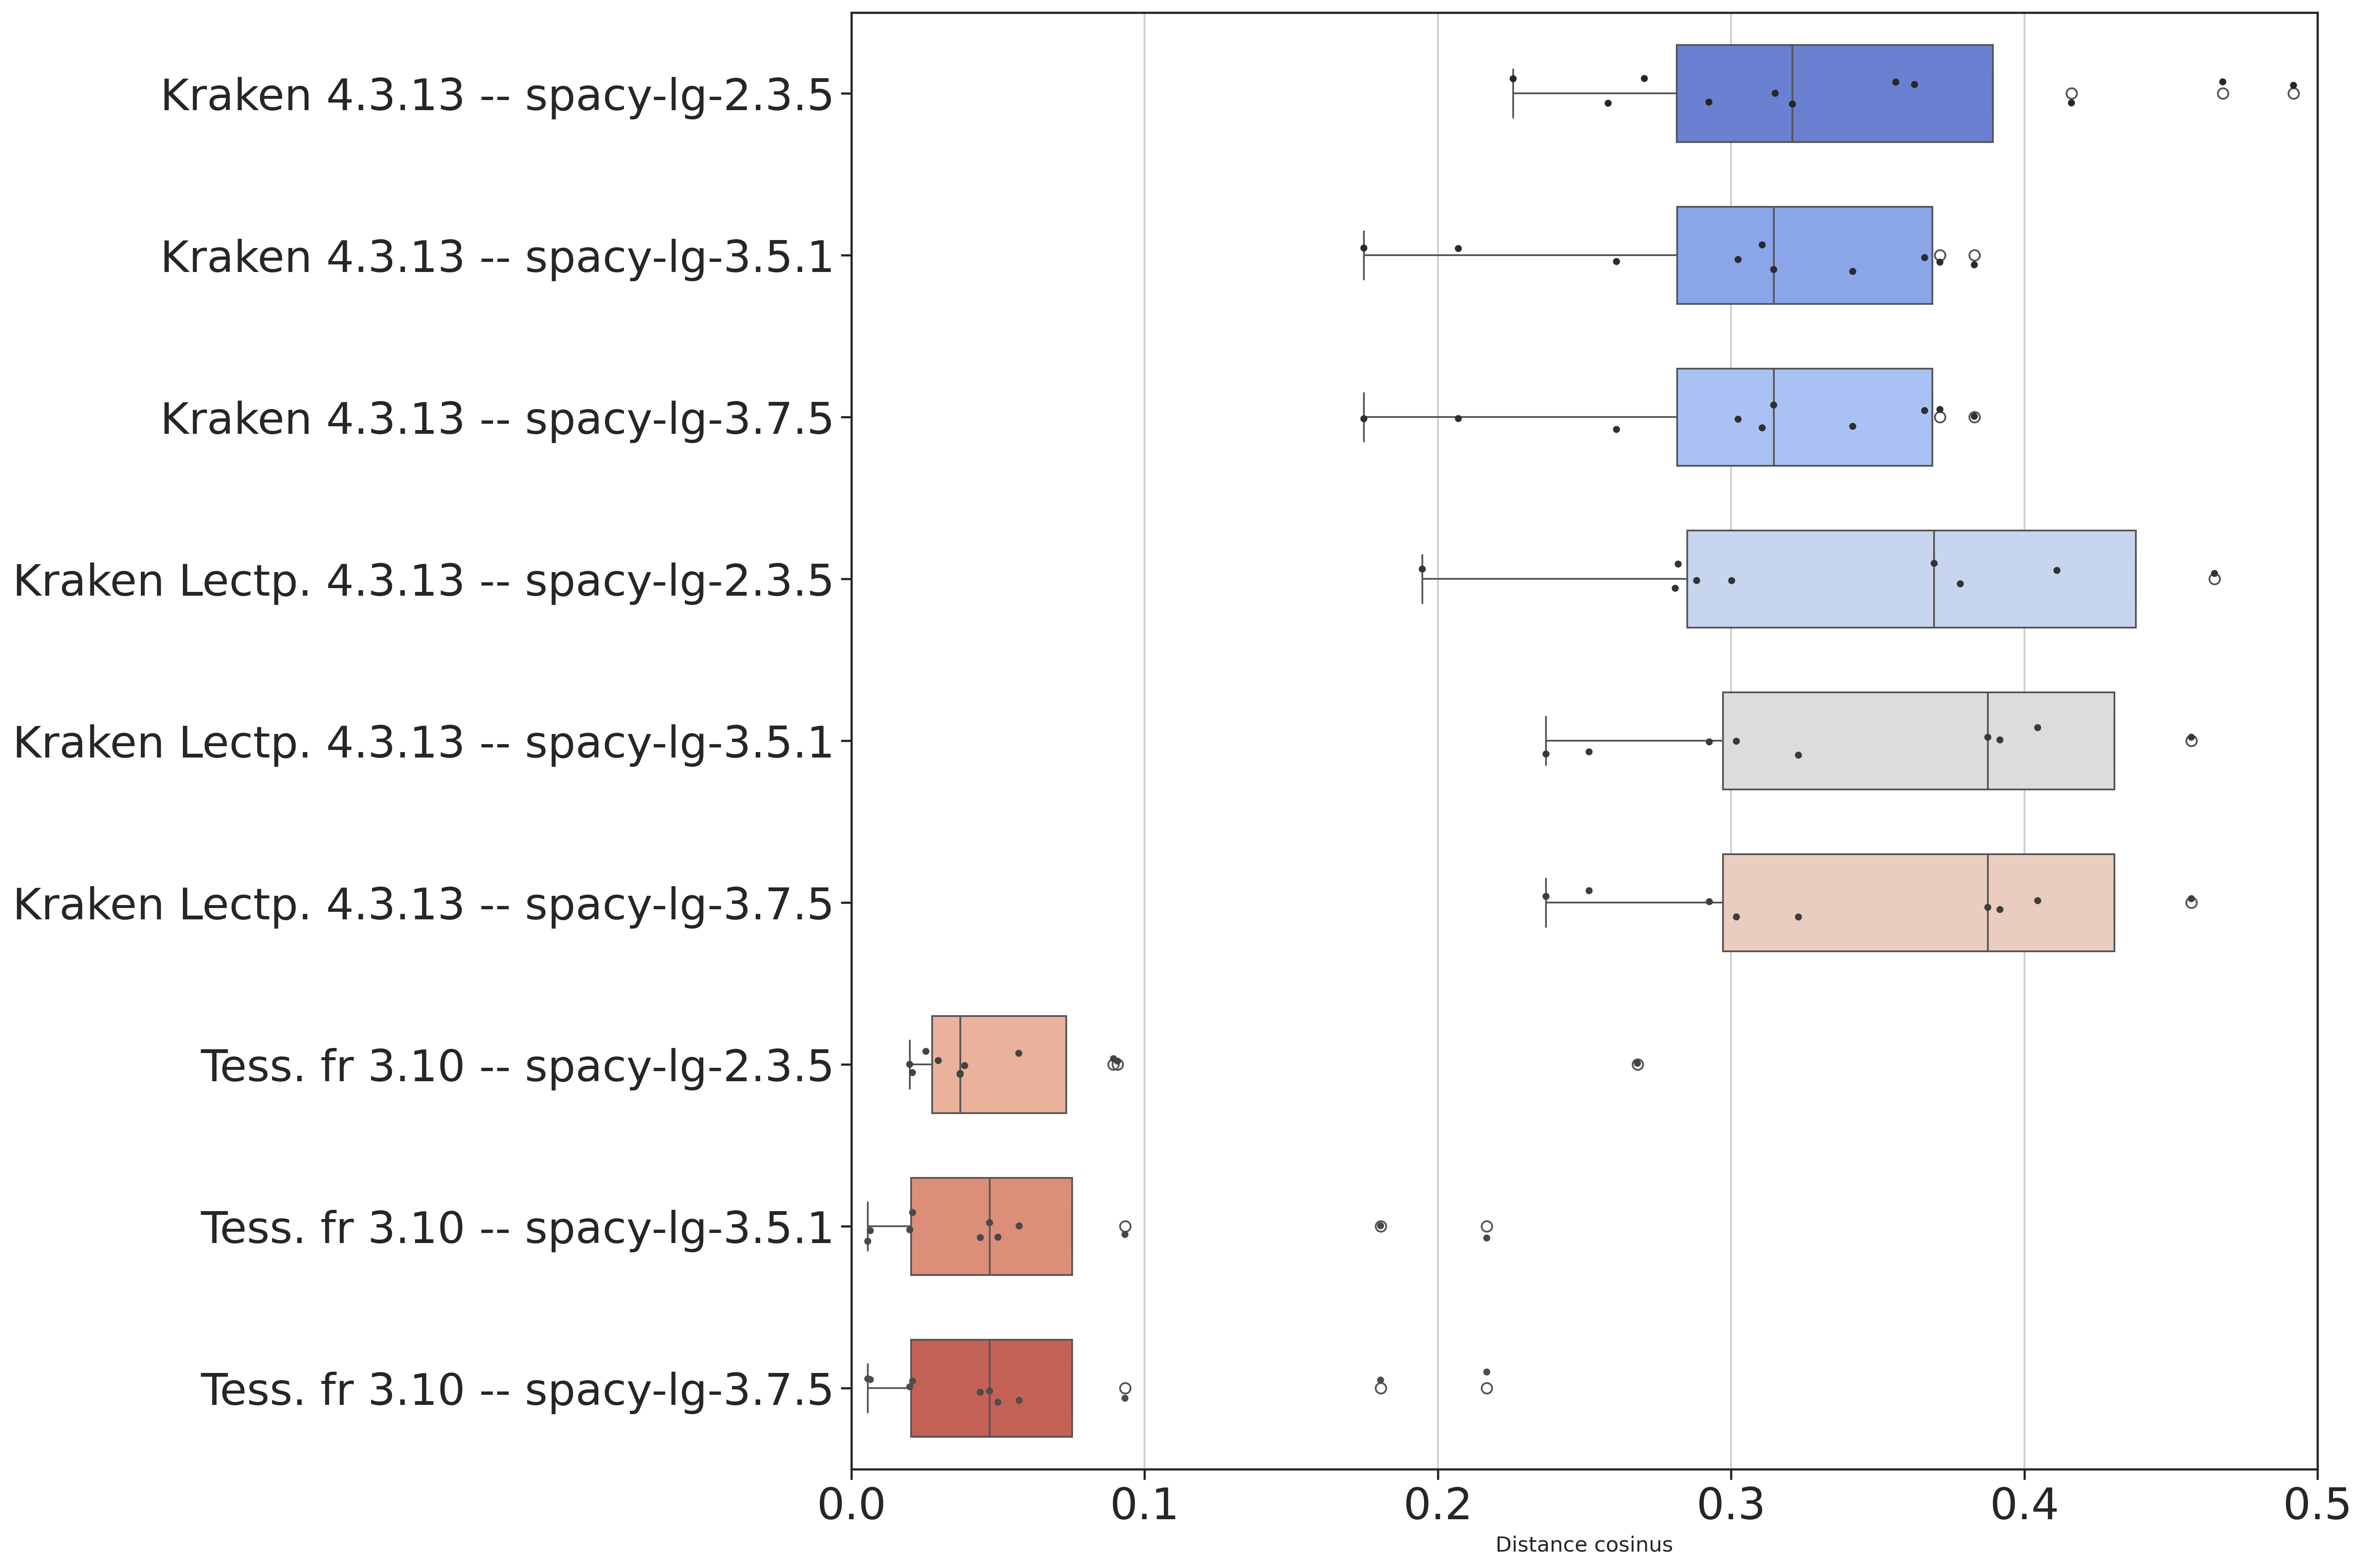 Kraken 4.3.13 -- spacy-lg-2.3.5
Kraken 4.3.13 -- spacy-lg-3.5.1
Kraken 4.3.13 -- spacy-lg-3.7.5
Kraken Lectp. 4.3.13 -- spacy-lg-2.3.5
Kraken Lectp. 4.3.13 -- spacy-lg-3.5.1
Kraken Lectp. 4.3.13 -- spacy-lg-3.7.5
Tess. fr 3.10 -- spacy-lg-2.3.5
Tess. fr 3.10 -- spacy-lg-3.5.1
Tess. fr 3.10 -- spacy-lg-3.7.5
0.0 0.1 0.2 0.3 0.4 0.5
Distance cosinus